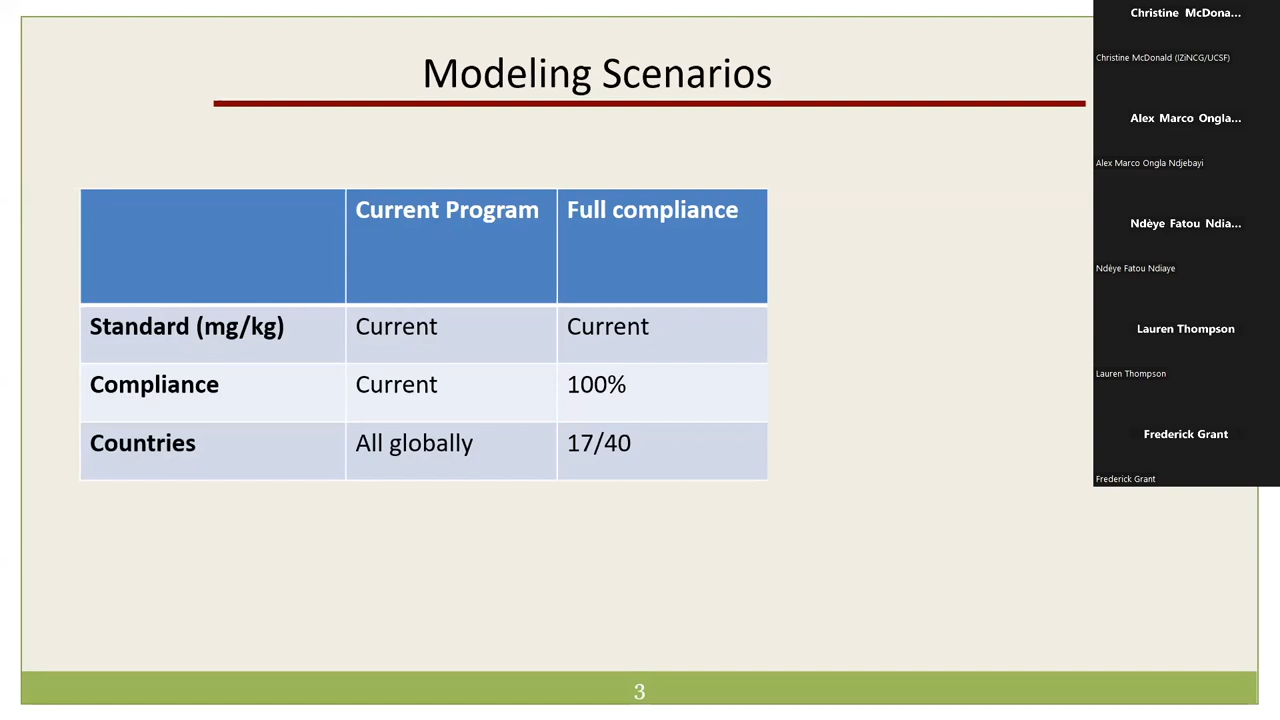 Modeling Scenarios
Current Program Full compliance
Standard (mg/kg) Current Current
Compliance Current 100%
Countries All globally 17/40
3
Christine McDona...
Christine McDonald (IZiNCG/UCSF)
Alex Marco Ongla...
Alex Marco Ongla Ndjebayi
Ndèye Fatou Ndia...
Ndèye Fatou Ndiaye
Lauren Thompson
Lauren Thompson
Frederick Grant
Frederick Grant